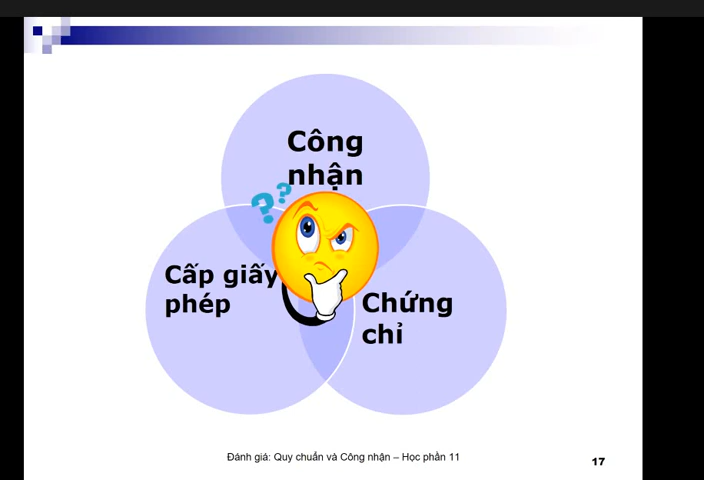 Công
nhận
? ?
Cấp giấy
phép
Chứng
chỉ
Đánh giá: Quy chuẩn và Công nhận – Học phần 11
17